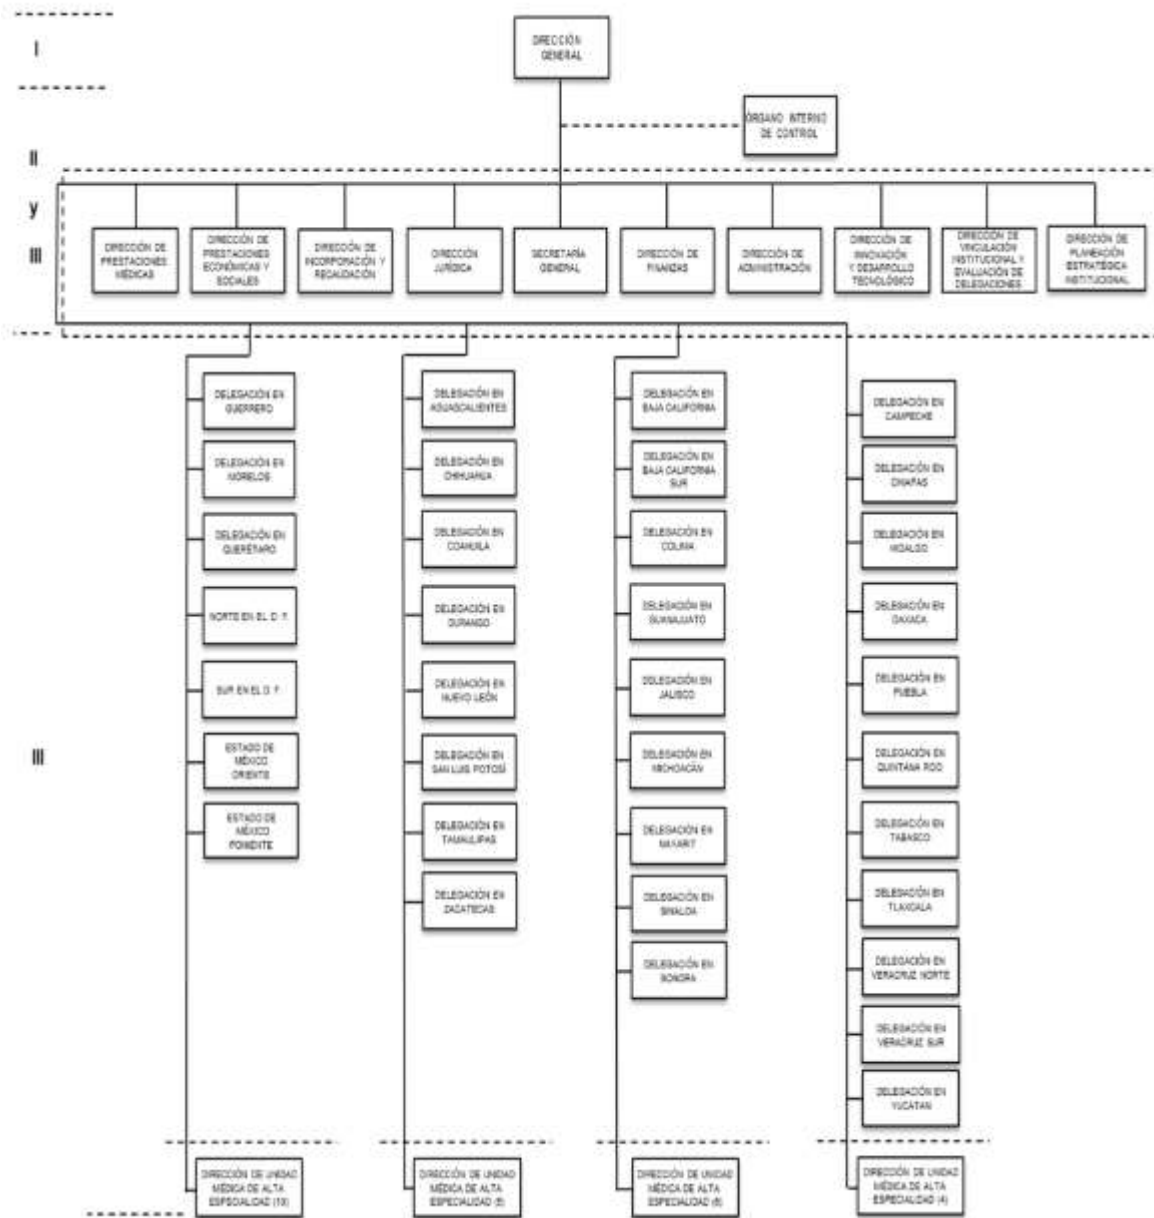 I
DIRECCIÓN
GENERAL
ÓRGANO INTERNO
DE CONTROL
II
y
III
DIRECCIÓN DE
PRESTACIONES
MÉDICAS
DIRECCIÓN DE
PRESTACIONES
ECONÓMICAS Y
SOCIALES
DIRECCIÓN DE
INCORPORACIÓN Y
RECAUDACIÓN
DIRECCIÓN
JURÍDICA
SECRETARÍA
GENERAL
DIRECCIÓN DE
FINANZAS
DIRECCIÓN DE
ADMINISTRACIÓN
DIRECCIÓN DE
INNOVACIÓN
Y DESARROLLO
TECNOLÓGICO
DIRECCIÓN DE
VINCULACIÓN
INSTITUCIONAL Y
EVALUACIÓN DE
DELEGACIONES
DIRECCIÓN DE
PLANEACIÓN
ESTRATÉGICA
INSTITUCIONAL
III
DELEGACIÓN EN
GUERRERO
DELEGACIÓN EN
MORELOS
DELEGACIÓN EN
QUERÉTARO
NORTE EN EL D. F.
SUR EN EL D. F.
ESTADO DE
MÉXICO
ORIENTE
ESTADO DE
MÉXICO
PONIENTE
DIRECCIÓN DE UNIDAD
MÉDICA DE ALTA
ESPECIALIDAD (10)
DELEGACIÓN EN
AGUASCALIENTES
DELEGACIÓN EN
CHIHUAHUA
DELEGACIÓN EN
COAHUILA
DELEGACIÓN EN
DURANGO
DELEGACIÓN EN
NUEVO LEÓN
DELEGACIÓN EN
SAN LUIS POTOSÍ
DELEGACIÓN EN
TAMAULIPAS
DELEGACIÓN EN
ZACATECAS
DIRECCIÓN DE UNIDAD
MÉDICA DE ALTA
ESPECIALIDAD (5)
DELEGACIÓN EN
BAJA CALIFORNIA
DELEGACIÓN EN
BAJA CALIFORNIA
SUR
DELEGACIÓN EN
COLIMA
DELEGACIÓN EN
GUANAJUATO
DELEGACIÓN EN
JALISCO
DELEGACIÓN EN
MICHOACÁN
DELEGACIÓN EN
NAYARIT
DELEGACIÓN EN
SINALOA
DELEGACIÓN EN
SONORA
DIRECCIÓN DE UNIDAD
MÉDICA DE ALTA
ESPECIALIDAD (6)
DELEGACIÓN EN
CAMPECHE
DELEGACIÓN EN
CHIAPAS
DELEGACIÓN EN
HIDALGO
DELEGACIÓN EN
OAXACA
DELEGACIÓN EN
PUEBLA
DELEGACIÓN EN
QUINTANA ROO
DELEGACIÓN EN
TABASCO
DELEGACIÓN EN
TLAXCALA
DELEGACIÓN EN
VERACRUZ NORTE
DELEGACIÓN EN
VERACRUZ SUR
DELEGACIÓN EN
YUCATÁN
DIRECCIÓN DE UNIDAD
MÉDICA DE ALTA
ESPECIALIDAD (4)